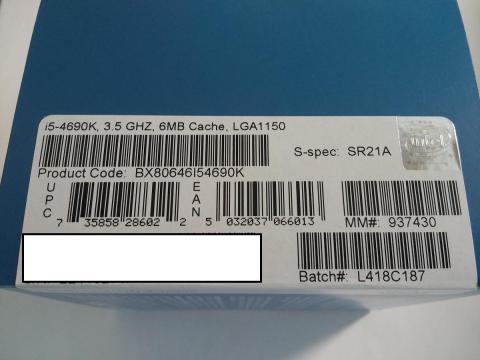 i5-4690K, 3.5 GHZ, 6MB Cache, LGA1150
S-spec: SR21A
Product Code: BX80646I54690K
UPC 7 35858 28602 2
EAN 5 032037 066013
MM#: 937430
Batch#: L418C187